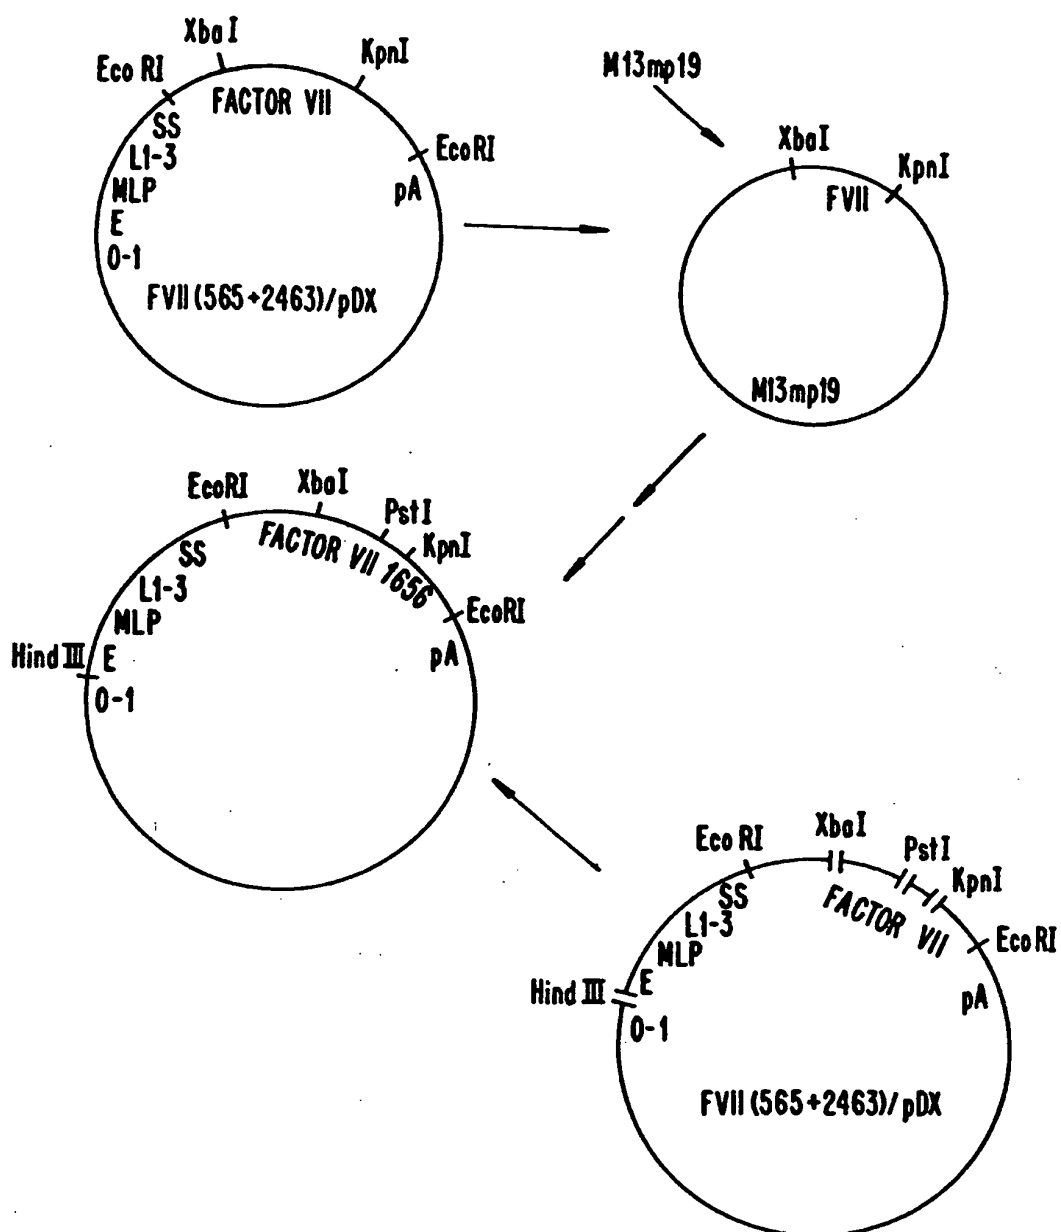 XbaI
KpnI
Eco RI
FACTOR VII
SS
EcoRI
L1-3
MLP
pA
E
0-1
FVII (565+2463)/pDX
M13mp19
XbaI
KpnI
FVII
M13mp19
EcoRI
XbaI
PstI
KpnI
FACTOR VII 1656
SS
L1-3
EcoRI
MLP
Hind III
E
pA
0-1
XbaI
Eco RI
PstI
KpnI
SS
FACTOR VII
L1-3
Eco RI
MLP
E
Hind III
pA
0-1
FVII (565+2463)/pDX